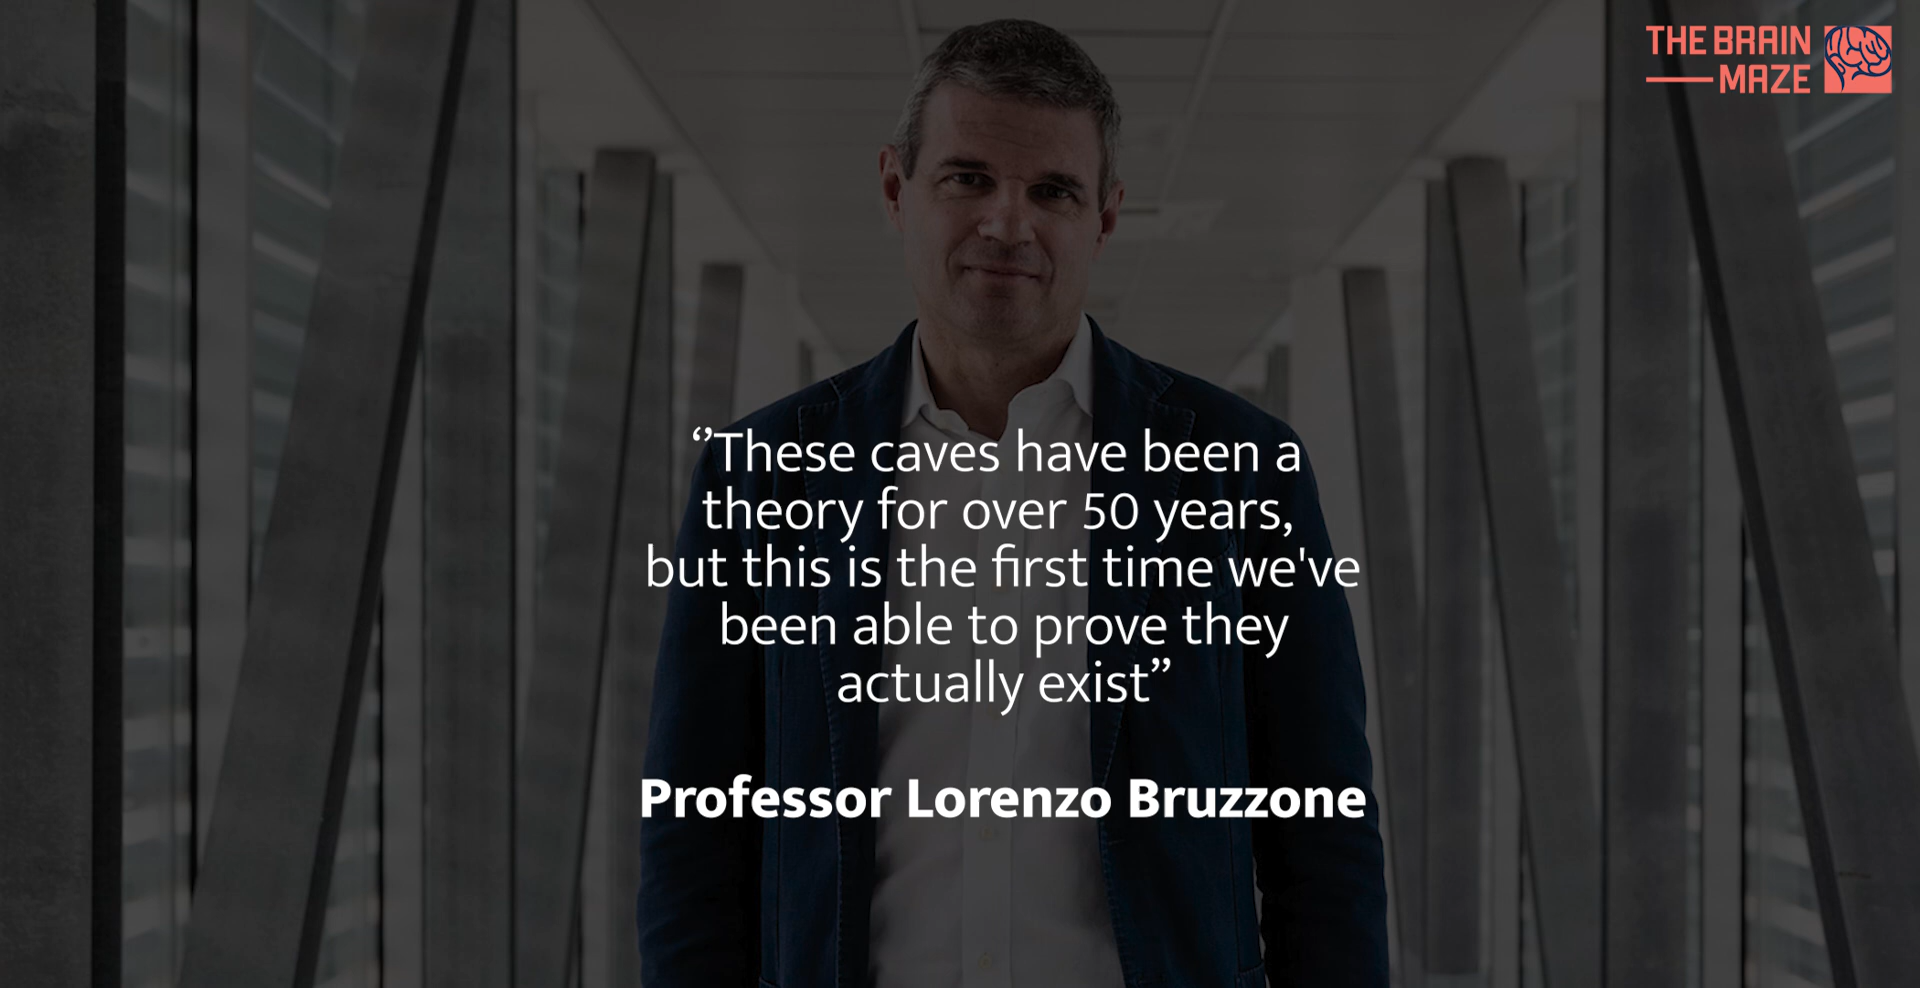 THE BRAIN
MAZE
‘’These caves have been a
theory for over 50 years,
but this is the first time we've
been able to prove they
actually exist”
Professor Lorenzo Bruzzone